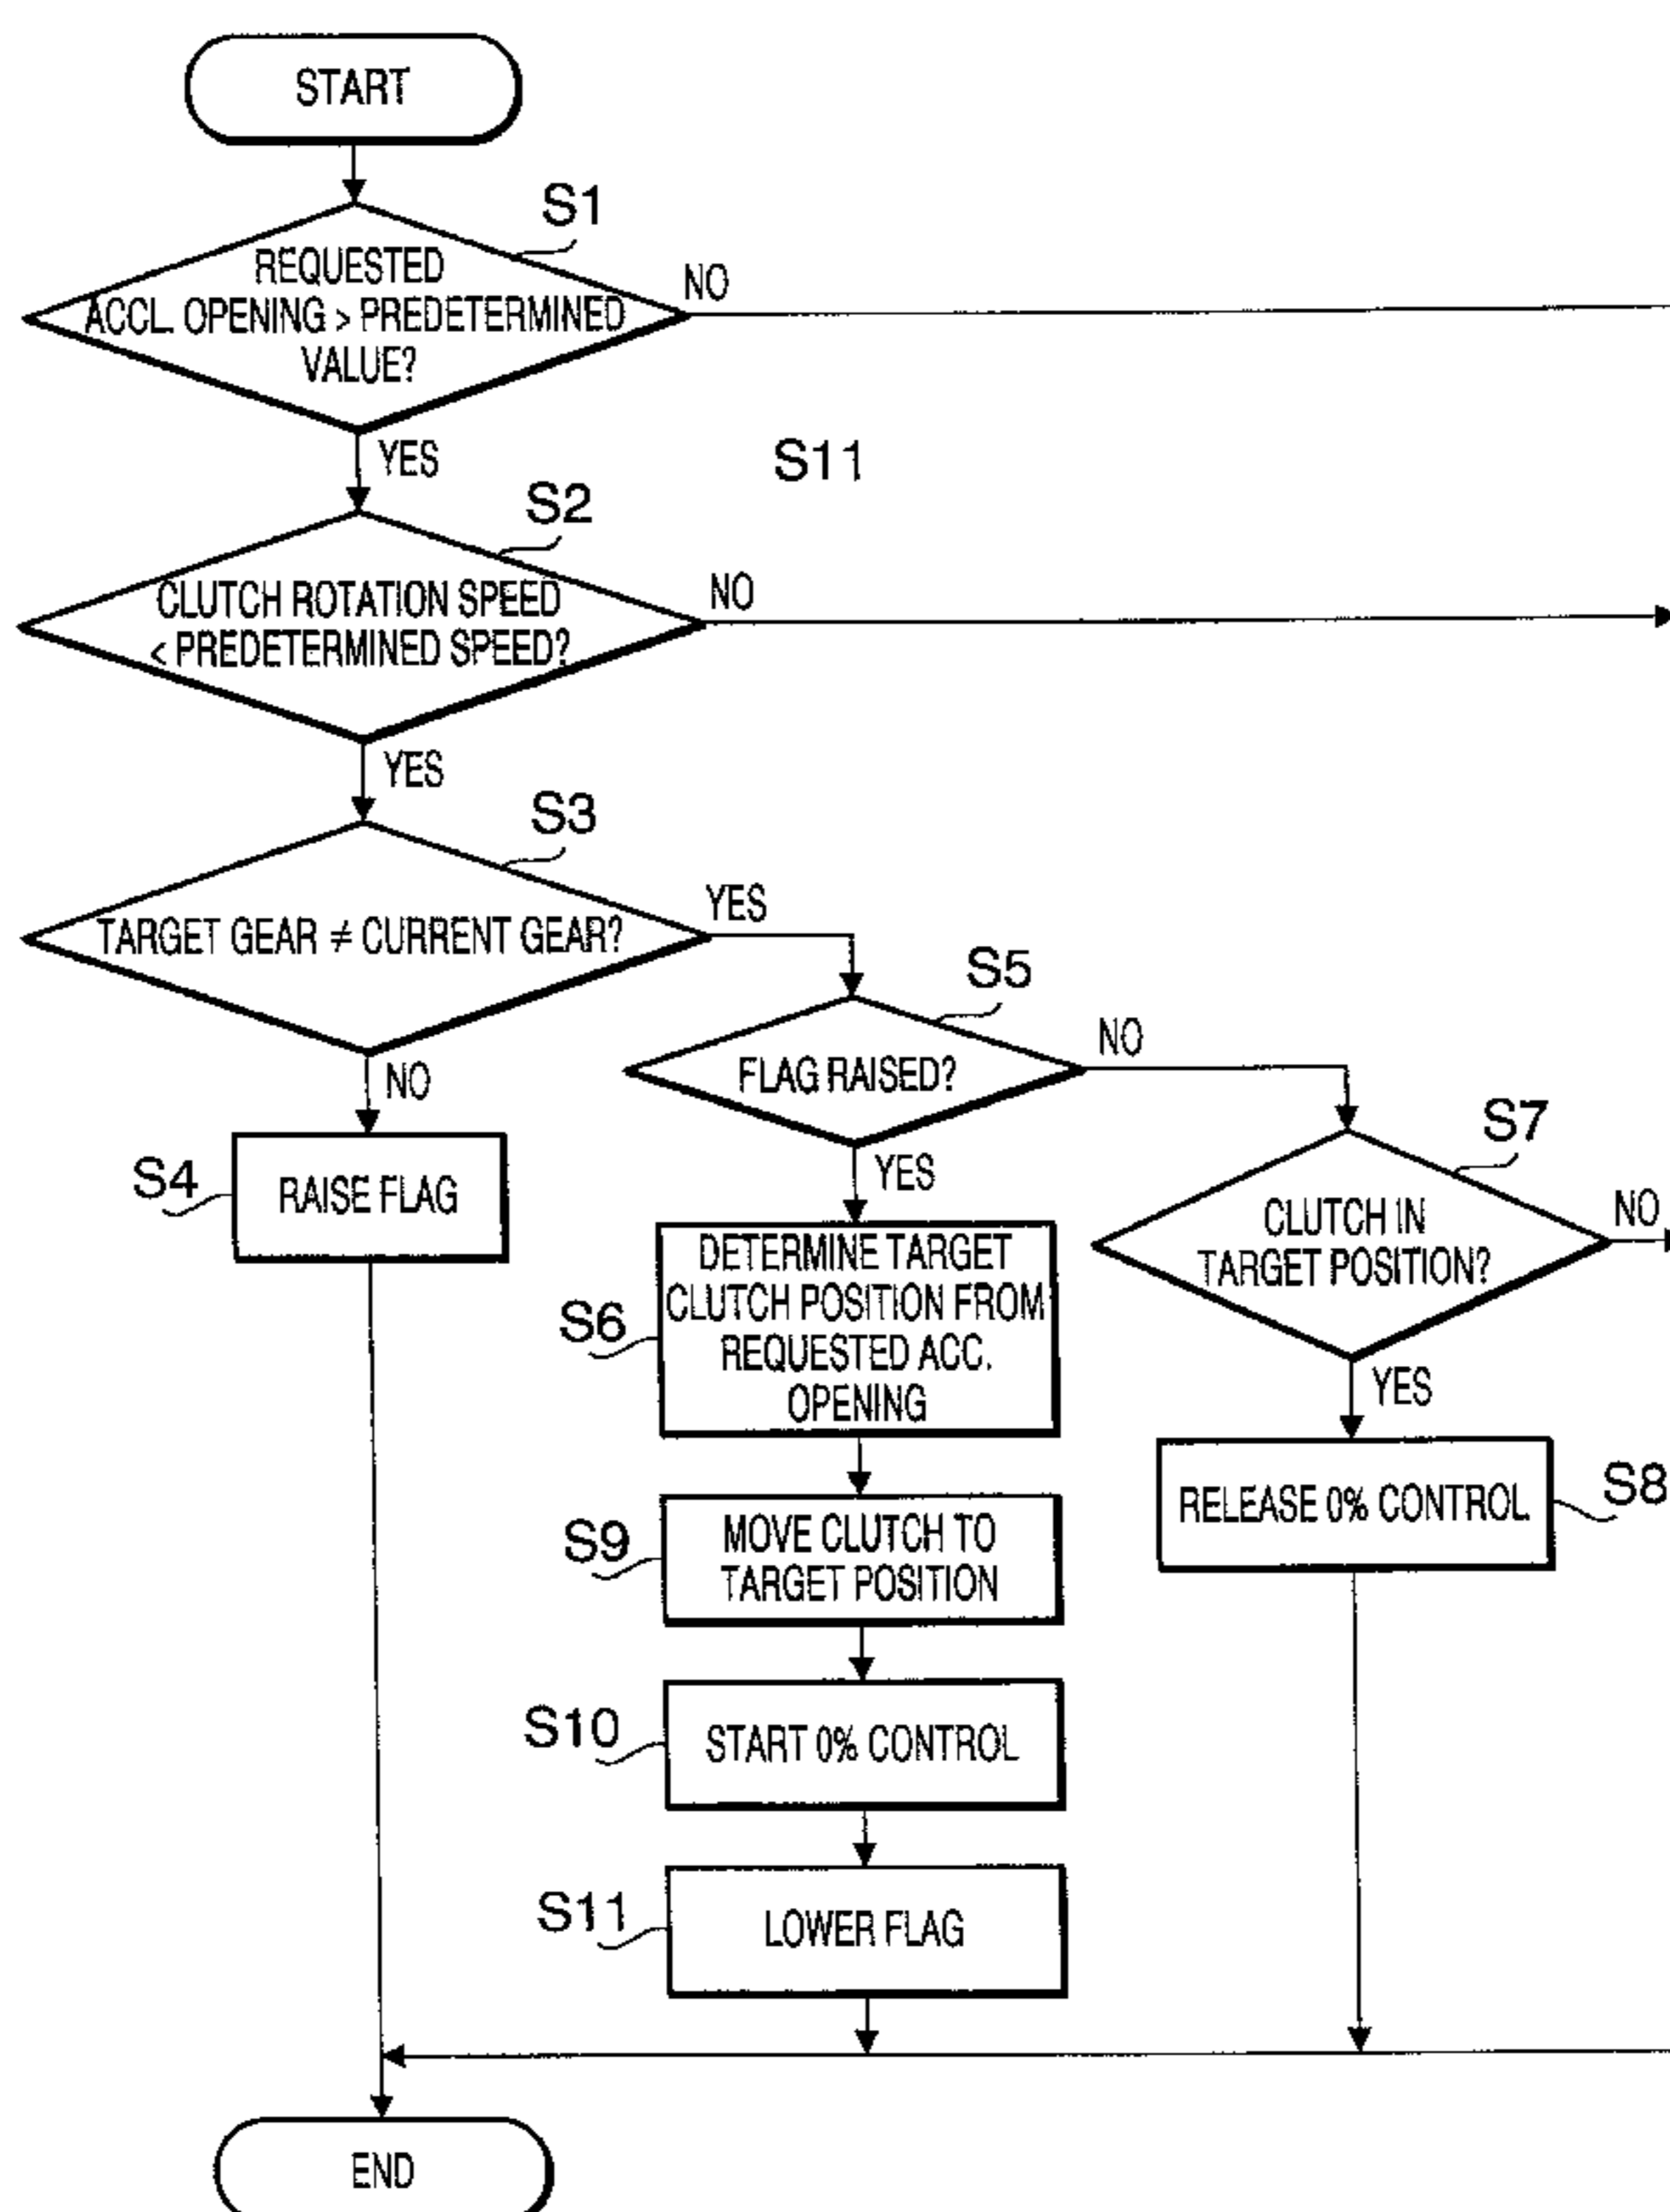 START
S1
REQUESTED
ACCL. OPENING > PREDETERMINED
VALUE?
NO
YES
S11
S2
CLUTCH ROTATION SPEED
< PREDETERMINED SPEED?
NO
YES
S3
TARGET GEAR ≠ CURRENT GEAR?
YES
NO
S4
RAISE FLAG
S5
FLAG RAISED?
NO
YES
S6
DETERMINE TARGET
CLUTCH POSITION FROM
REQUESTED ACC.
OPENING
S7
CLUTCH IN
TARGET POSITION?
NO
YES
RELEASE 0% CONTROL
S8
S9
MOVE CLUTCH TO
TARGET POSITION
S10
START 0% CONTROL
S11
LOWER FLAG
END